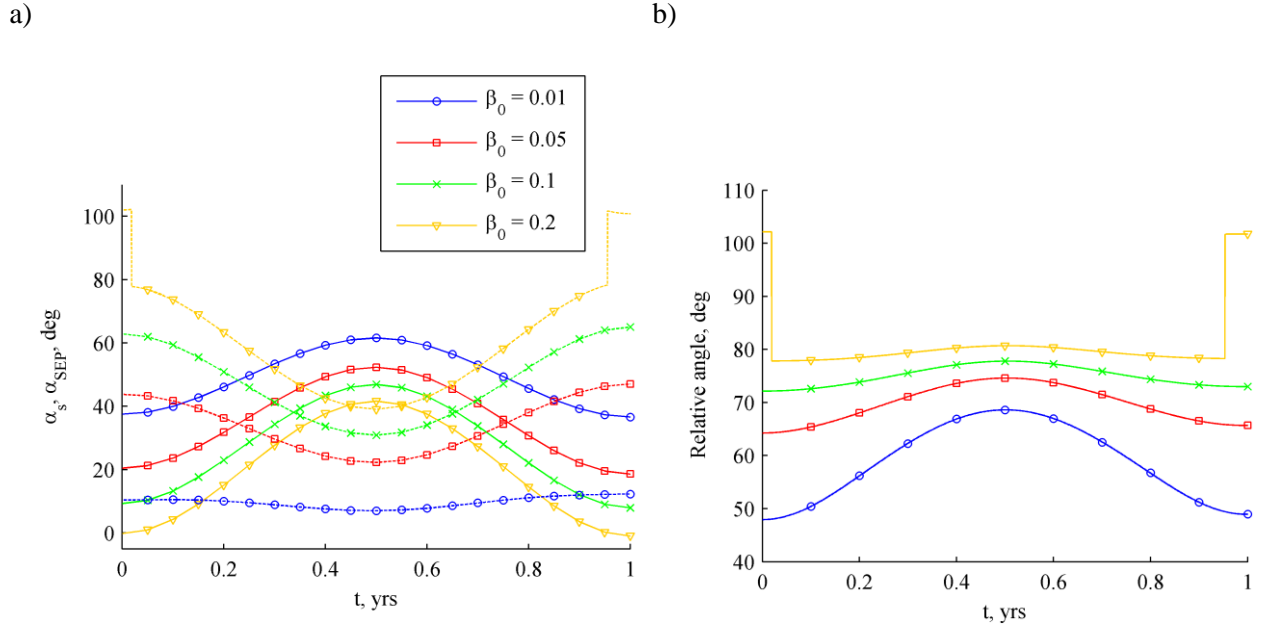 a)
b)
β₀ = 0.01
β₀ = 0.05
β₀ = 0.1
β₀ = 0.2
αₛ, α_SEP, deg
100
80
60
40
20
0
0 0.2 0.4 0.6 0.8 1
t, yrs
Relative angle, deg
110
100
90
80
70
60
50
40
0 0.2 0.4 0.6 0.8 1
t, yrs